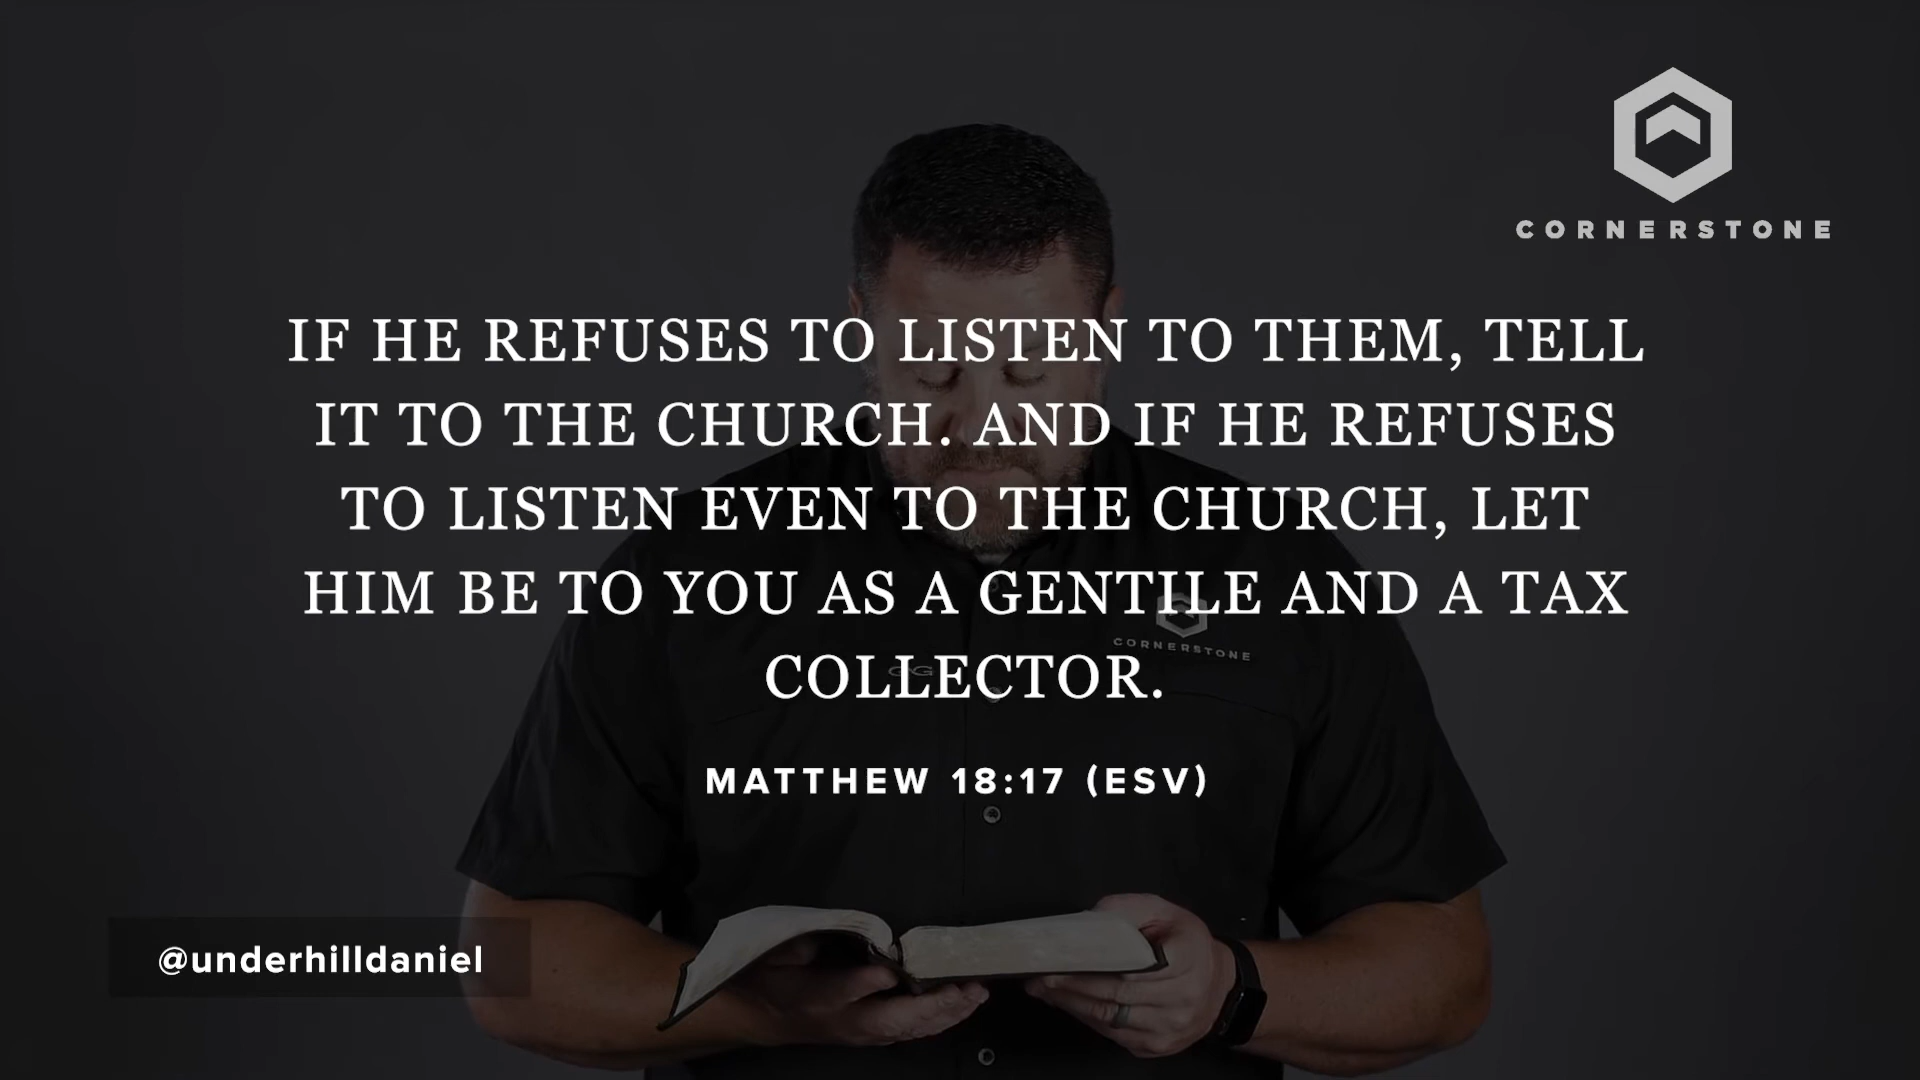 CORNERSTONE
IF HE REFUSES TO LISTEN TO THEM, TELL
IT TO THE CHURCH. AND IF HE REFUSES
TO LISTEN EVEN TO THE CHURCH, LET
HIM BE TO YOU AS A GENTILE AND A TAX
COLLECTOR.
CORNERSTONE
MATTHEW 18:17 (ESV)
@underhilldaniel